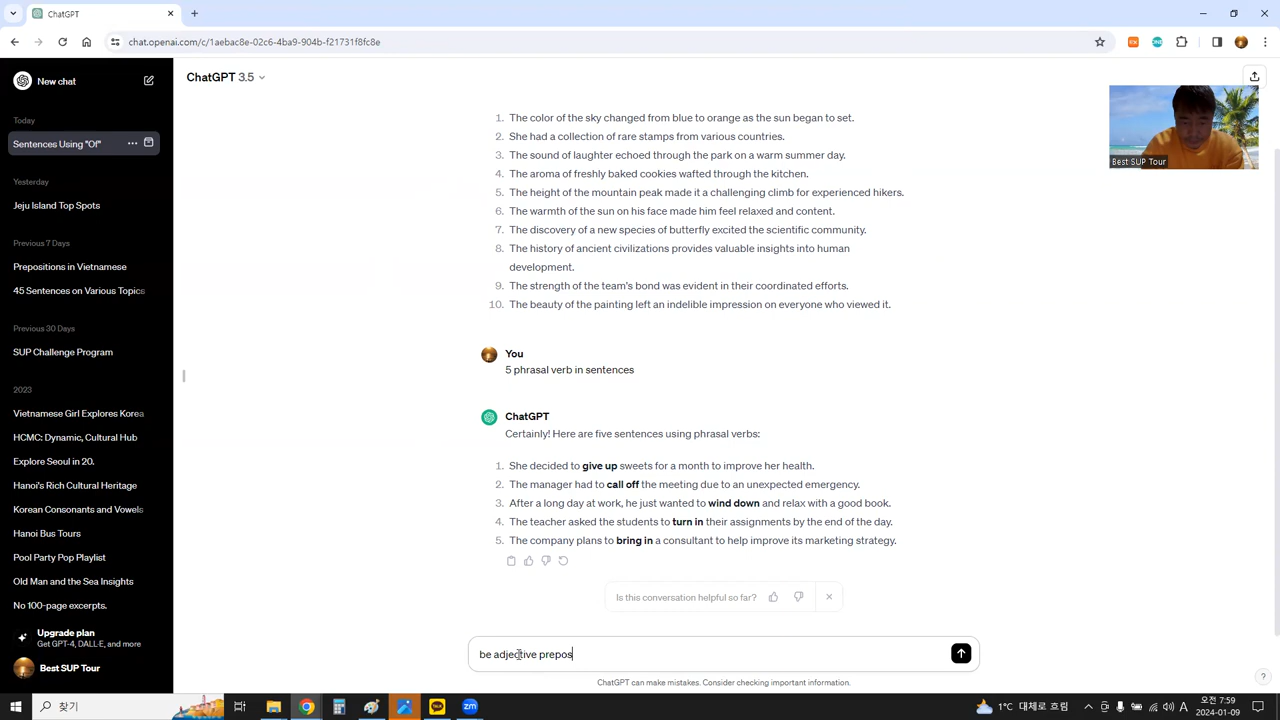 ChatGPT
chat.openai.com/c/1aebac8e-02c6-4ba9-904b-f21731f8fc8e
New chat
ChatGPT 3.5
Today
Sentences Using "Of"
Yesterday
Jeju Island Top Spots
Previous 7 Days
Prepositions in Vietnamese
45 Sentences on Various Topics
Previous 30 Days
SUP Challenge Program
2023
Vietnamese Girl Explores Korea
HCMC: Dynamic, Cultural Hub
Explore Seoul in 20.
Hanoi's Rich Cultural Heritage
Korean Consonants and Vowels
Hanoi Bus Tours
Pool Party Pop Playlist
Old Man and the Sea Insights
No 100-page excerpts.
Upgrade plan
Get GPT-4, DALL·E, and more
Best SUP Tour
1. The color of the sky changed from blue to orange as the sun began to set.
2. She had a collection of rare stamps from various countries.
3. The sound of laughter echoed through the park on a warm summer day.
4. The aroma of freshly baked cookies wafted through the kitchen.
5. The height of the mountain peak made it a challenging climb for experienced hikers.
6. The warmth of the sun on his face made him feel relaxed and content.
7. The discovery of a new species of butterfly excited the scientific community.
8. The history of ancient civilizations provides valuable insights into human
development.
9. The strength of the team's bond was evident in their coordinated efforts.
10. The beauty of the painting left an indelible impression on everyone who viewed it.
You
5 phrasal verb in sentences
ChatGPT
Certainly! Here are five sentences using phrasal verbs:
1. She decided to give up sweets for a month to improve her health.
2. The manager had to call off the meeting due to an unexpected emergency.
3. After a long day at work, he just wanted to wind down and relax with a good book.
4. The teacher asked the students to turn in their assignments by the end of the day.
5. The company plans to bring in a consultant to help improve its marketing strategy.
Is this conversation helpful so far?
be adjective prepos
ChatGPT can make mistakes. Consider checking important information.
?
Best SUP Tour
찾기
zm
1°C 대체로 흐림
A
오전 7:59
2024-01-09